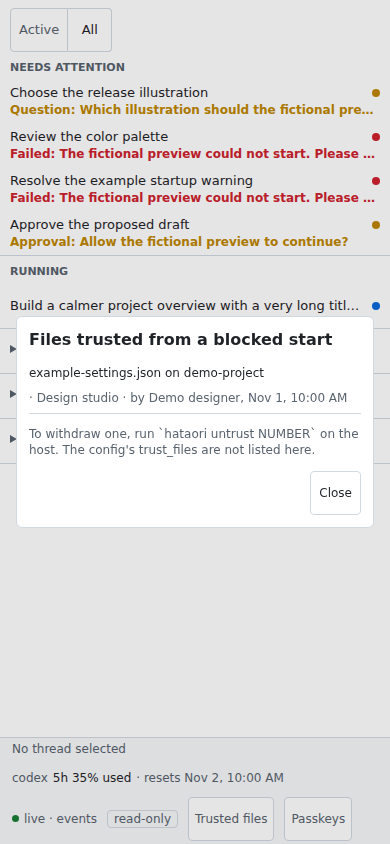 Active All
NEEDS ATTENTION
Choose the release illustration
Question: Which illustration should the fictional pre…
Review the color palette
Failed: The fictional preview could not start. Please …
Resolve the example startup warning
Failed: The fictional preview could not start. Please …
Approve the proposed draft
Approval: Allow the fictional preview to continue?
RUNNING
Build a calmer project overview with a very long titl…
Files trusted from a blocked start
example-settings.json on demo-project
· Design studio · by Demo designer, Nov 1, 10:00 AM
To withdraw one, run `hataori untrust NUMBER` on the
host. The config's trust_files are not listed here.
Close
No thread selected
codex 5h 35% used · resets Nov 2, 10:00 AM
live · events read-only Trusted files Passkeys